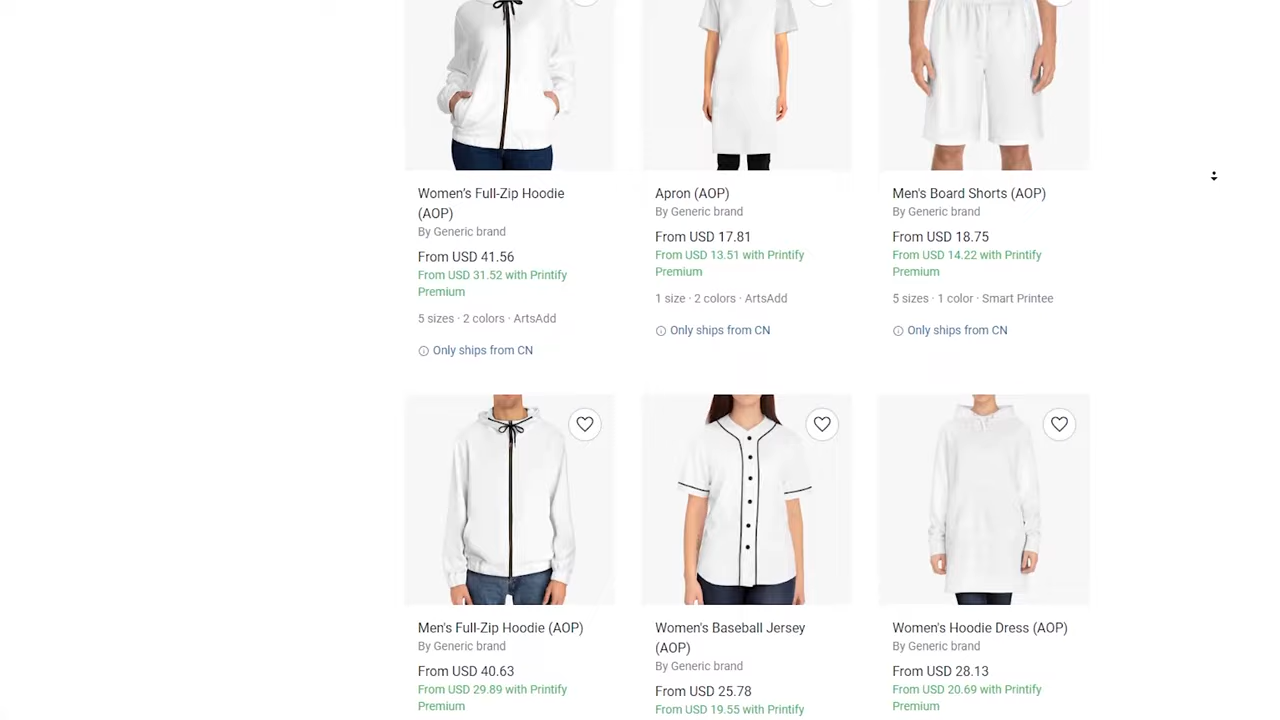 Women's Full-Zip Hoodie
(AOP)
By Generic brand
From USD 41.56
From USD 31.52 with Printify
Premium
5 sizes · 2 colors · ArtsAdd
Only ships from CN
Apron (AOP)
By Generic brand
From USD 17.81
From USD 13.51 with Printify
Premium
1 size · 2 colors · ArtsAdd
Only ships from CN
Men's Board Shorts (AOP)
By Generic brand
From USD 18.75
From USD 14.22 with Printify
Premium
5 sizes · 1 color · Smart Printee
Only ships from CN
Men's Full-Zip Hoodie (AOP)
By Generic brand
From USD 40.63
From USD 29.89 with Printify
Premium
Women's Baseball Jersey
(AOP)
By Generic brand
From USD 25.78
From USD 19.55 with Printify
Women's Hoodie Dress (AOP)
By Generic brand
From USD 28.13
From USD 20.69 with Printify
Premium